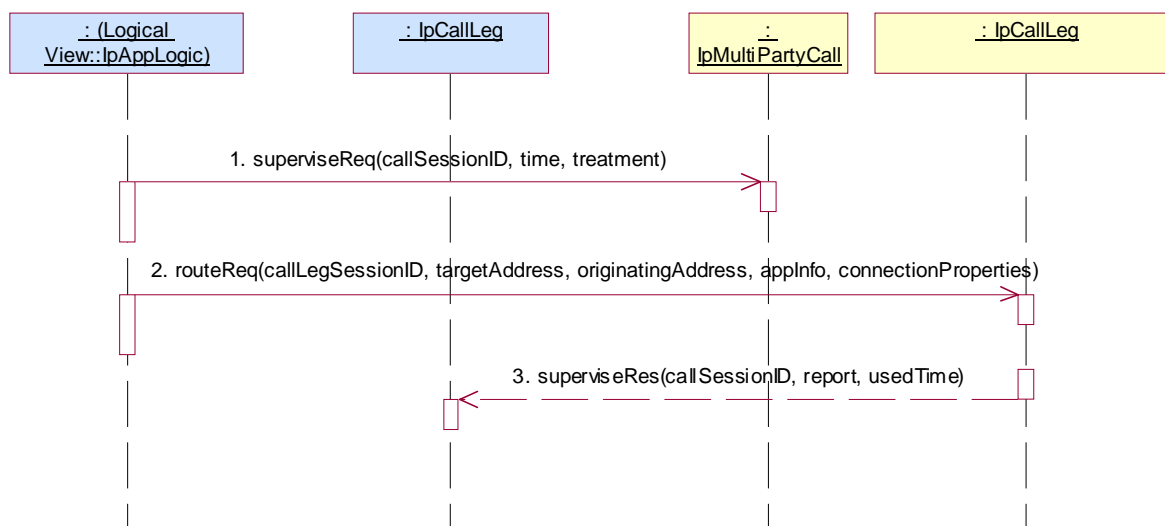 : (Logical
View::IpAppLogic)
: IpCallLeg
:
IpMultiPartyCall
: IpCallLeg
1. superviseReq(callSessionID, time, treatment)
2. routeReq(callLegSessionID, targetAddress, originatingAddress, appInfo, connectionProperties)
3. superviseRes(callSessionID, report, usedTime)